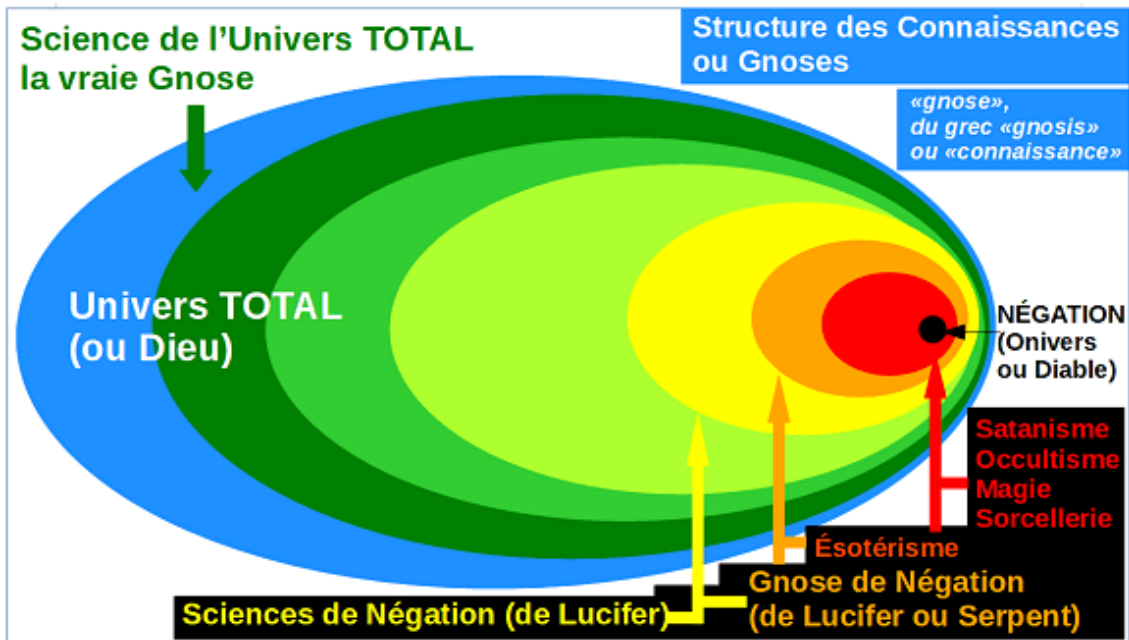 Science de l’Univers TOTAL
la vraie Gnose
Structure des Connaissances
ou Gnoses
«gnose»,
du grec «gnosis»
ou «connaissance»
Univers TOTAL
(ou Dieu)
NÉGATION
(Onivers
ou Diable)
Satanisme
Occultisme
Magie
Sorcellerie
Ésotérisme
Gnose de Négation
(de Lucifer ou Serpent)
Sciences de Négation (de Lucifer)